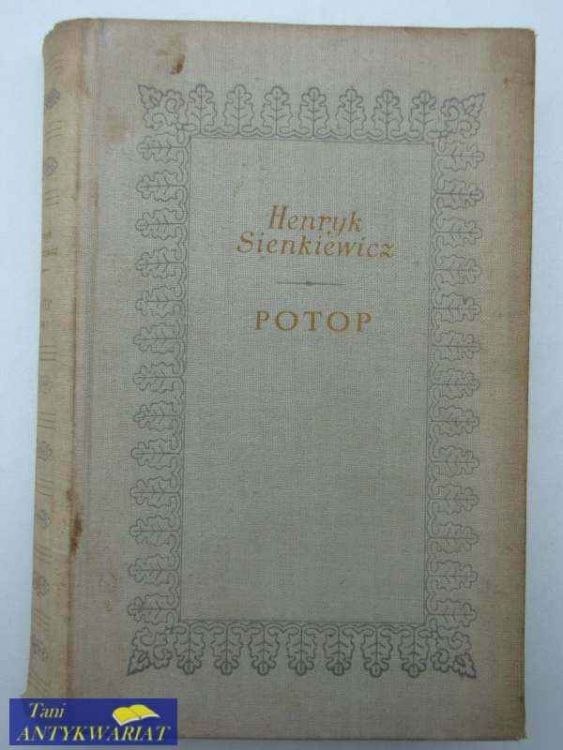 Henryk
Sienkiewicz
POTOP
Tani
ANTYKWARIAT